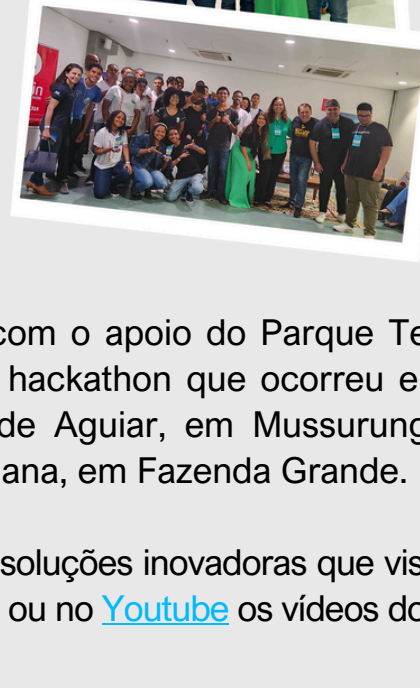 com o apoio do Parque Te
hackathon que ocorreu e
de Aguiar, em Mussurung
ana, em Fazenda Grande.
soluções inovadoras que vis
ou no Youtube os vídeos do